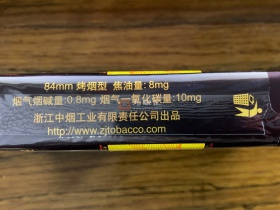 84mm 烤烟型 焦油量:8mg
烟气烟碱量:0.8mg 烟气一氧化碳量:10mg
浙江中烟工业有限责任公司出品
http://www.zjtobacco.com